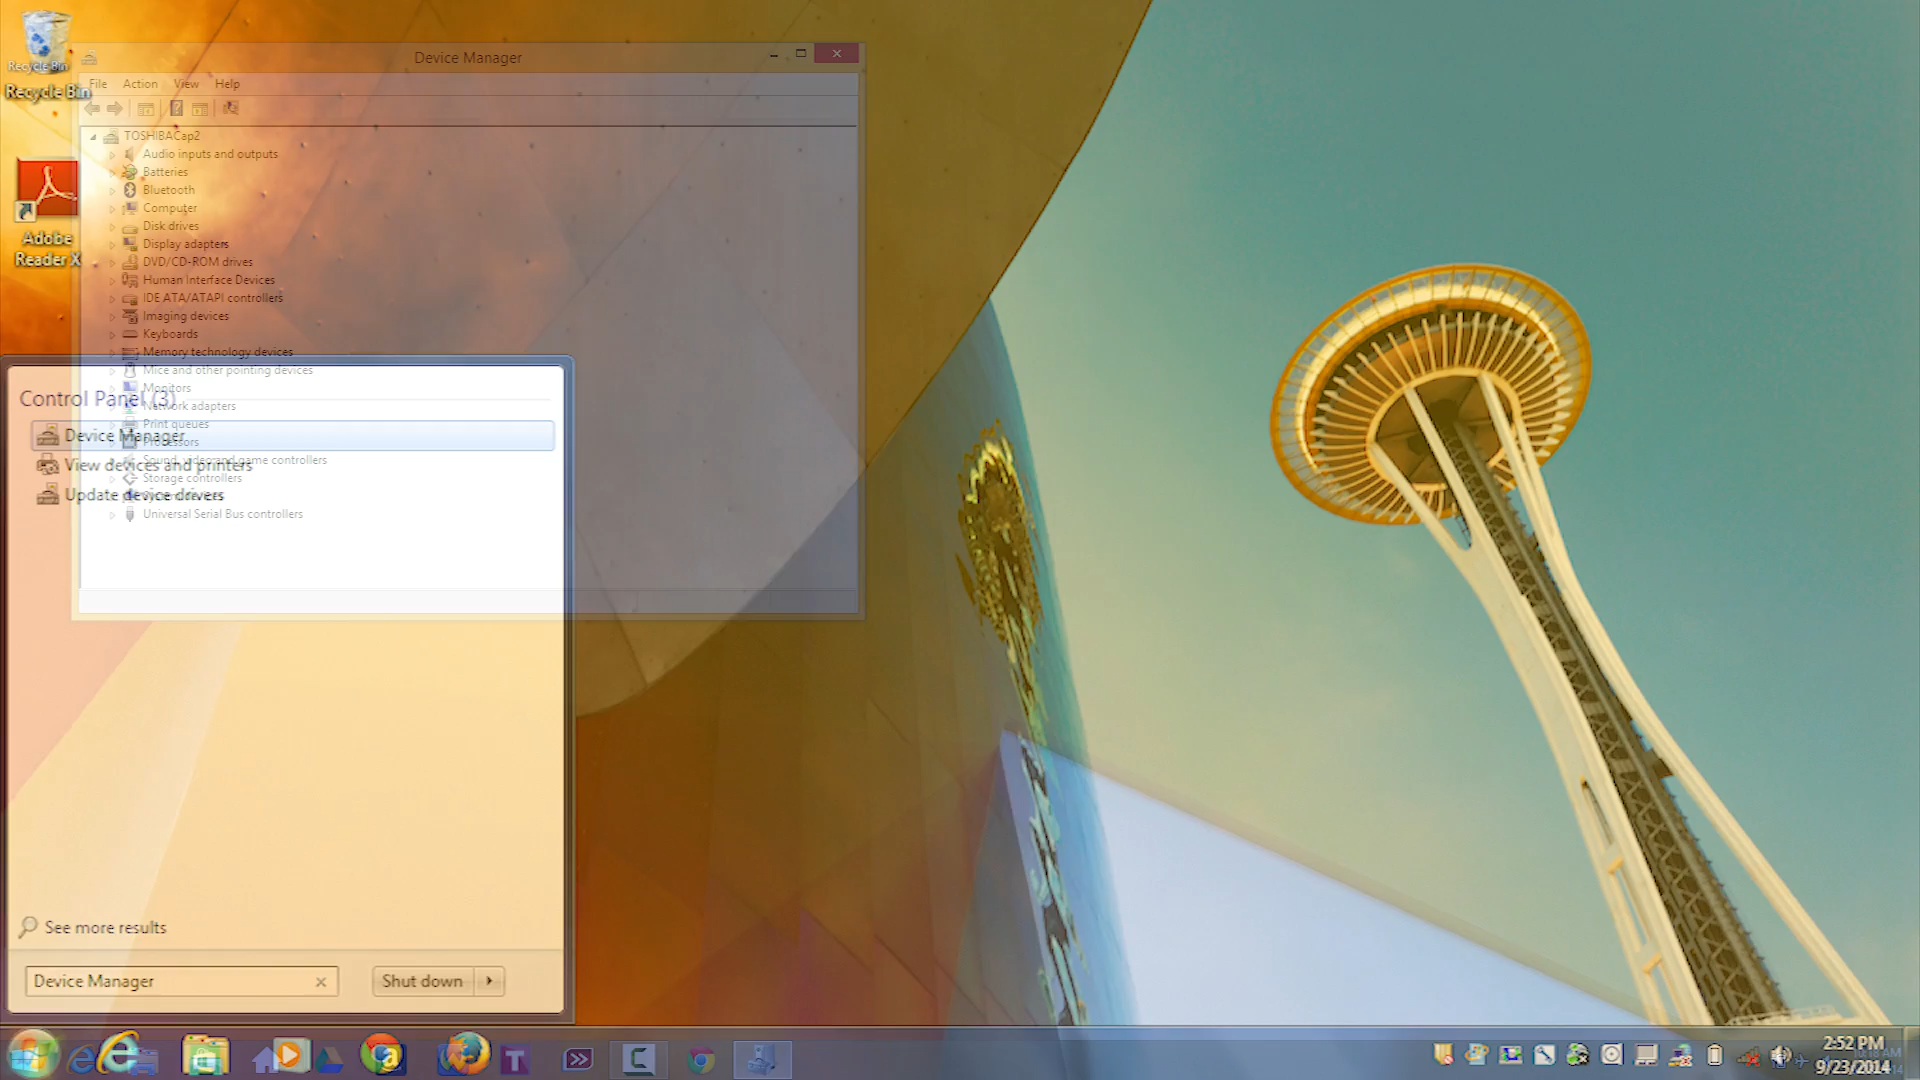 Recycle Bin
Recycle Bin
Adobe
Reader X
Device Manager
File Action View Help
TOSHIBACap2
Audio inputs and outputs
Batteries
Bluetooth
Computer
Disk drives
Display adapters
DVD/CD-ROM drives
Human Interface Devices
IDE ATA/ATAPI controllers
Imaging devices
Keyboards
Memory technology devices
Mice and other pointing devices
Monitors
Network adapters
Print queues
Processors
Sound, video and game controllers
Storage controllers
Universal Serial Bus controllers
Control Panel (3)
Device Manager
View devices and printers
Update device drivers
See more results
Device Manager
Shut down
2:52 PM
9/23/2014